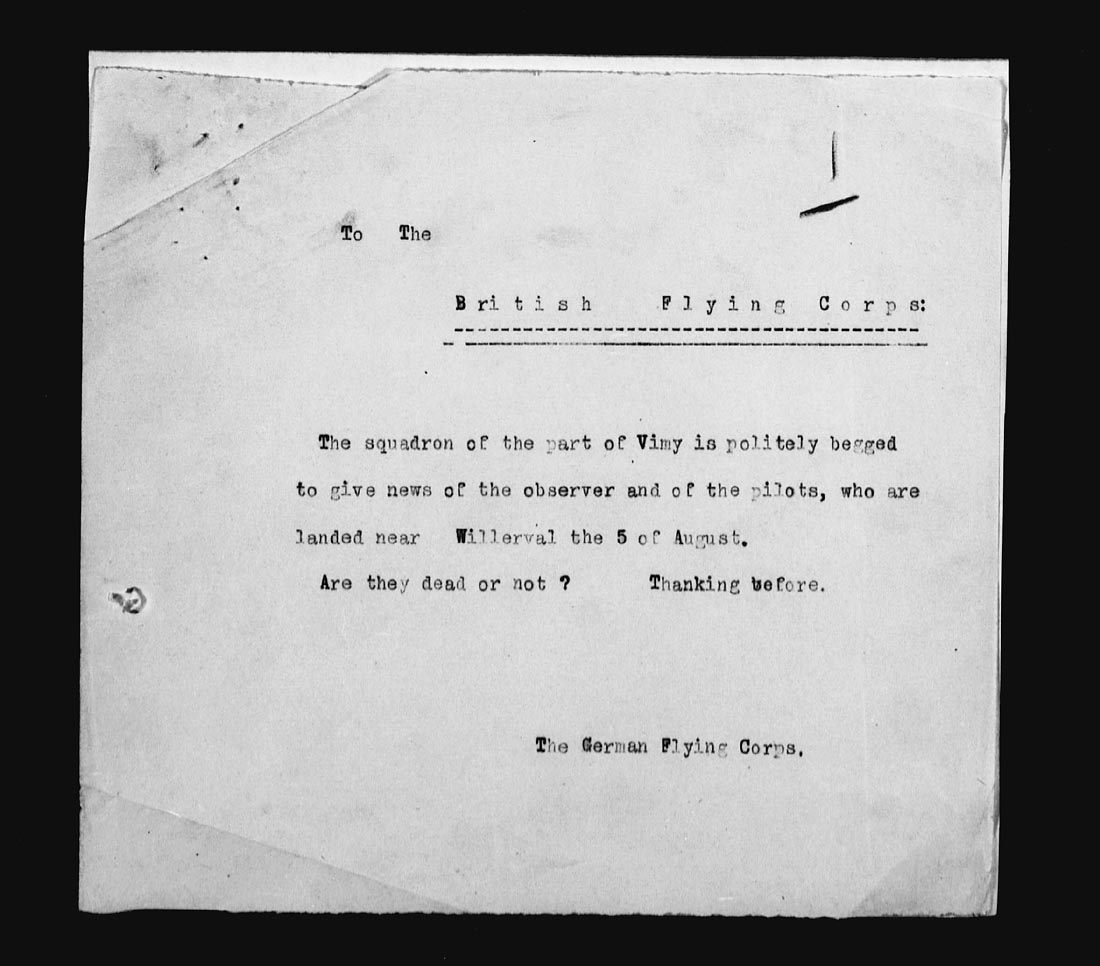 To The
British Flying Corps:
The squadron of the part of Vimy is politely begged
to give news of the observer and of the pilots, who are
landed near Willerval the 5 of August.
Are they dead or not ? Thanking before.
The German Flying Corps.